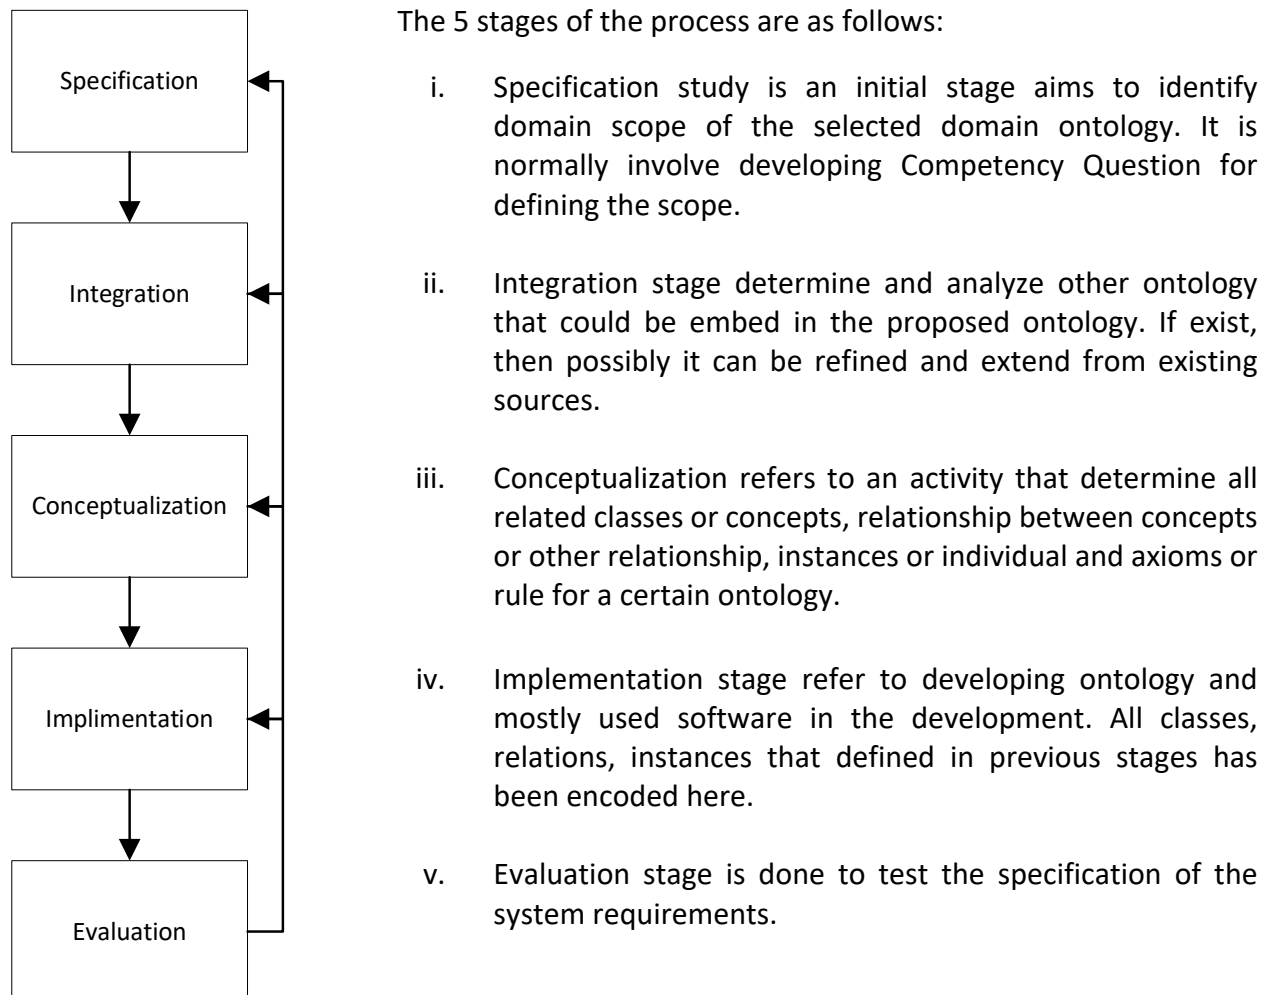 Specification
Integration
Conceptualization
Implimentation
Evaluation
The 5 stages of the process are as follows:
i. Specification study is an initial stage aims to identify
domain scope of the selected domain ontology. It is
normally involve developing Competency Question for
defining the scope.
ii. Integration stage determine and analyze other ontology
that could be embed in the proposed ontology. If exist,
then possibly it can be refined and extend from existing
sources.
iii. Conceptualization refers to an activity that determine all
related classes or concepts, relationship between concepts
or other relationship, instances or individual and axioms or
rule for a certain ontology.
iv. Implementation stage refer to developing ontology and
mostly used software in the development. All classes,
relations, instances that defined in previous stages has
been encoded here.
v. Evaluation stage is done to test the specification of the
system requirements.